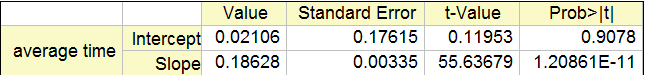 Value Standard Error t-Value Prob>|t|
average time Intercept 0.02106 0.17615 0.11953 0.9078
Slope 0.18628 0.00335 55.63679 1.20861E-11